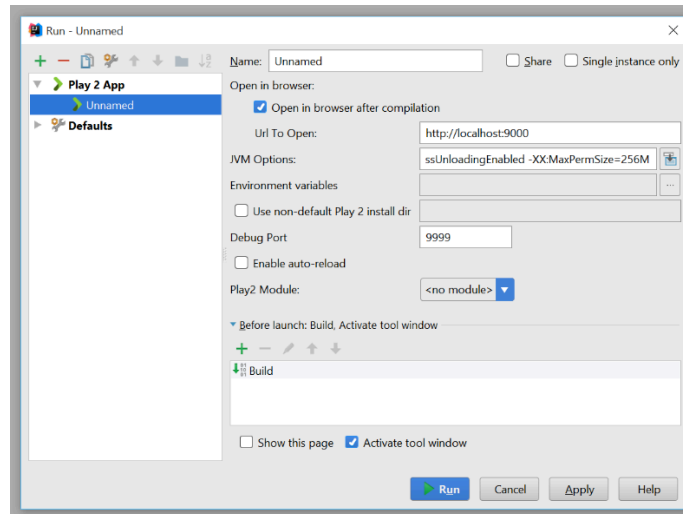 Run - Unnamed
Name: Unnamed Share Single instance only
Play 2 App
Unnamed
Defaults
Open in browser:
Open in browser after compilation
Url To Open: http://localhost:9000
JVM Options: ssUnloadingEnabled -XX:MaxPermSize=256M
Environment variables ...
Use non-default Play 2 install dir
Debug Port 9999
Enable auto-reload
Play2 Module: <no module>
Before launch: Build, Activate tool window
Build
Show this page Activate tool window
Run Cancel Apply Help